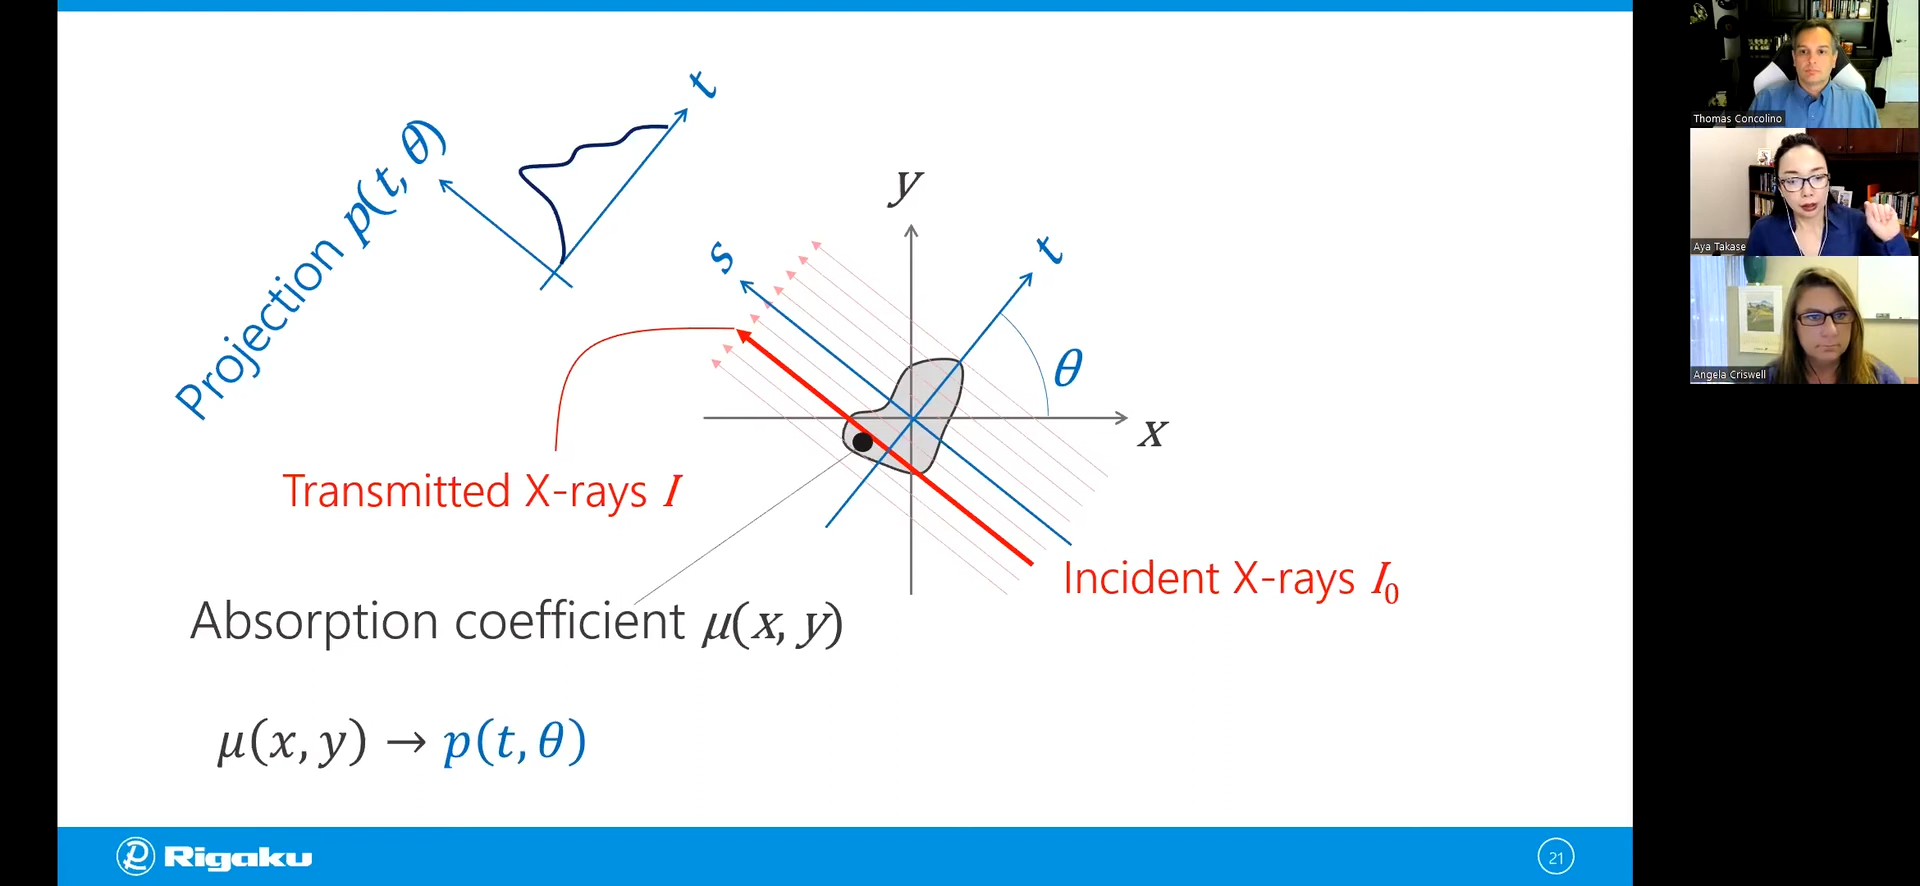 t
Projection p(t, θ)
y
s
t
θ
x
Transmitted X-rays I
Incident X-rays I₀
Absorption coefficient μ(x, y)
μ(x, y) → p(t, θ)
Rigaku
21
Thomas Concolino
Aya Takase
Angela Criswell